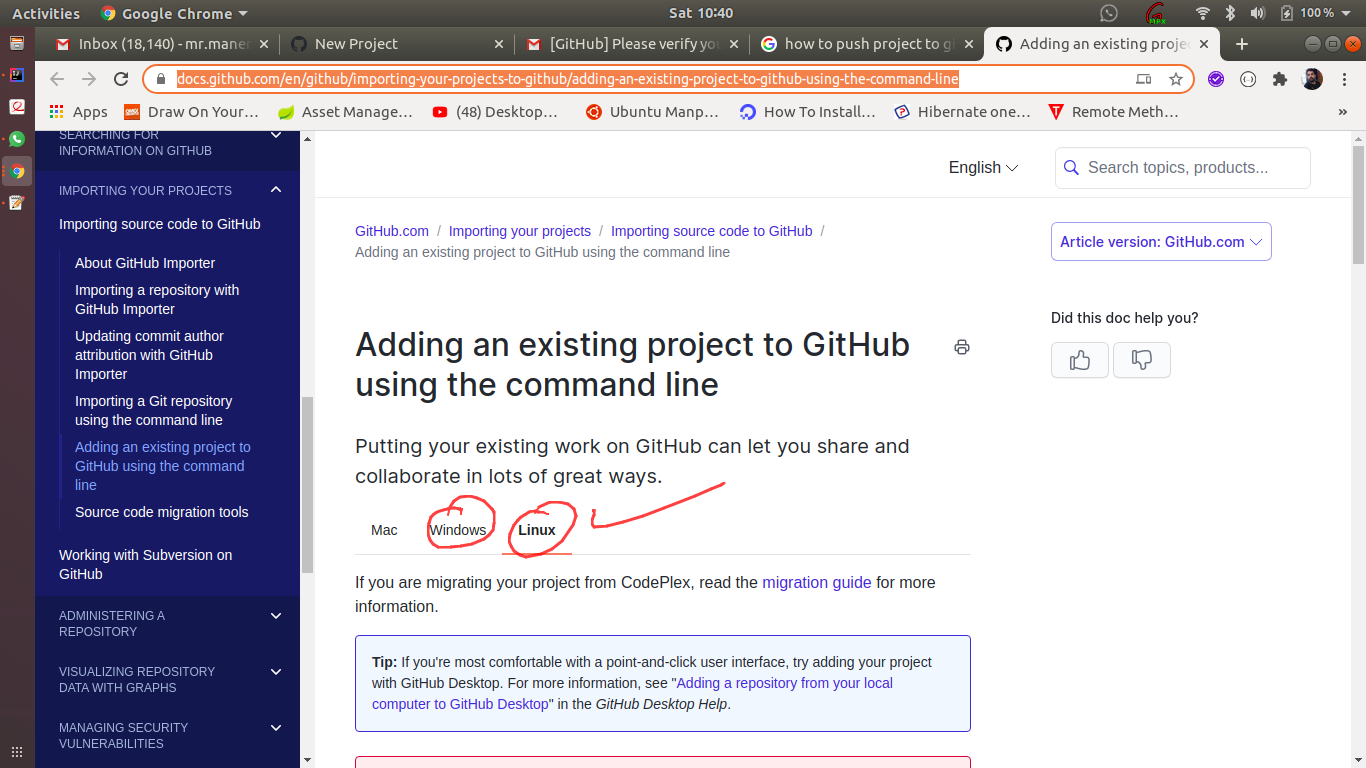 Activities
Google Chrome
Sat 10:40
100 %
Inbox (18,140) - mr.maner
New Project
[GitHub] Please verify you
how to push project to gi
Adding an existing projec
docs.github.com/en/github/importing-your-projects-to-github/adding-an-existing-project-to-github-using-the-command-line
Apps
Draw On Your…
Asset Manage…
(48) Desktop…
Ubuntu Manp…
How To Install…
Hibernate one…
Remote Meth…
»
SEARCHING FOR
INFORMATION ON GITHUB
IMPORTING YOUR PROJECTS
Importing source code to GitHub
About GitHub Importer
Importing a repository with
GitHub Importer
Updating commit author
attribution with GitHub
Importer
Importing a Git repository
using the command line
Adding an existing project to
GitHub using the command
line
Source code migration tools
Working with Subversion on
GitHub
ADMINISTERING A
REPOSITORY
VISUALIZING REPOSITORY
DATA WITH GRAPHS
MANAGING SECURITY
VULNERABILITIES
English
Search topics, products...
GitHub.com / Importing your projects / Importing source code to GitHub /
Adding an existing project to GitHub using the command line
Article version: GitHub.com
Did this doc help you?
Adding an existing project to GitHub
using the command line
Putting your existing work on GitHub can let you share and
collaborate in lots of great ways.
Mac
Windows
Linux
If you are migrating your project from CodePlex, read the migration guide for more
information.
Tip: If you're most comfortable with a point-and-click user interface, try adding your project
with GitHub Desktop. For more information, see "Adding a repository from your local
computer to GitHub Desktop" in the GitHub Desktop Help.